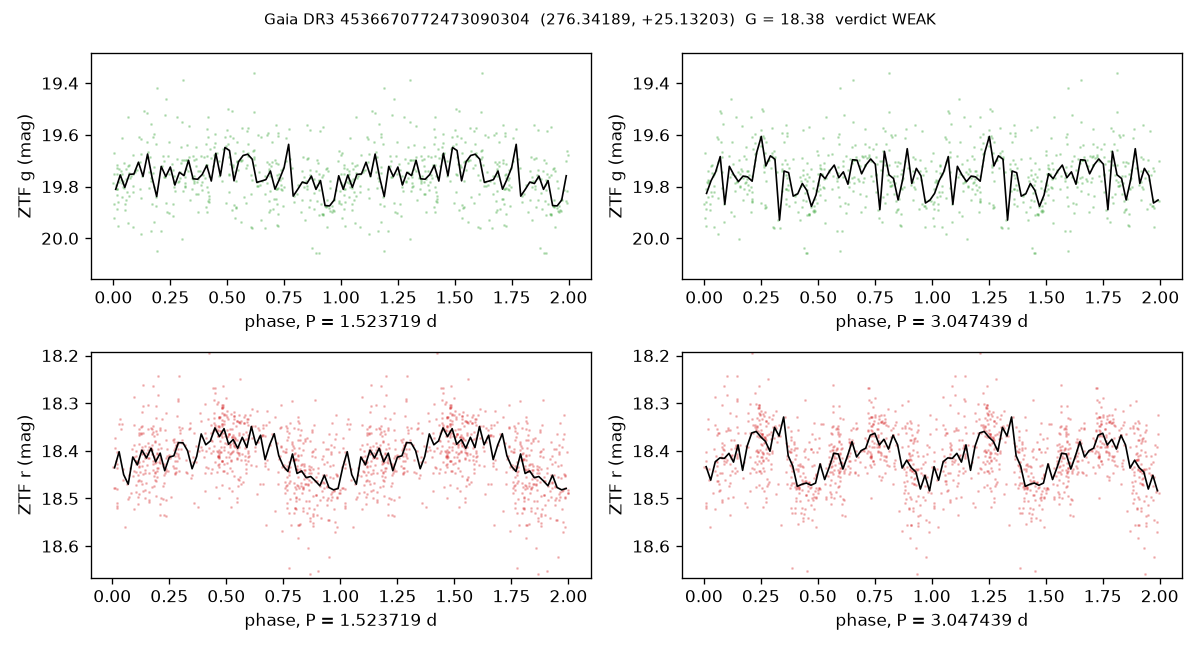 Gaia DR3 4536670772473090304  (276.34189, +25.13203)  G = 18.38  verdict WEAK
ZTF g (mag)
19.4
19.6
19.8
20.0
0.00 0.25 0.50 0.75 1.00 1.25 1.50 1.75 2.00
phase, P = 1.523719 d
ZTF g (mag)
19.4
19.6
19.8
20.0
0.00 0.25 0.50 0.75 1.00 1.25 1.50 1.75 2.00
phase, P = 3.047439 d
ZTF r (mag)
18.2
18.3
18.4
18.5
18.6
0.00 0.25 0.50 0.75 1.00 1.25 1.50 1.75 2.00
phase, P = 1.523719 d
ZTF r (mag)
18.2
18.3
18.4
18.5
18.6
0.00 0.25 0.50 0.75 1.00 1.25 1.50 1.75 2.00
phase, P = 3.047439 d